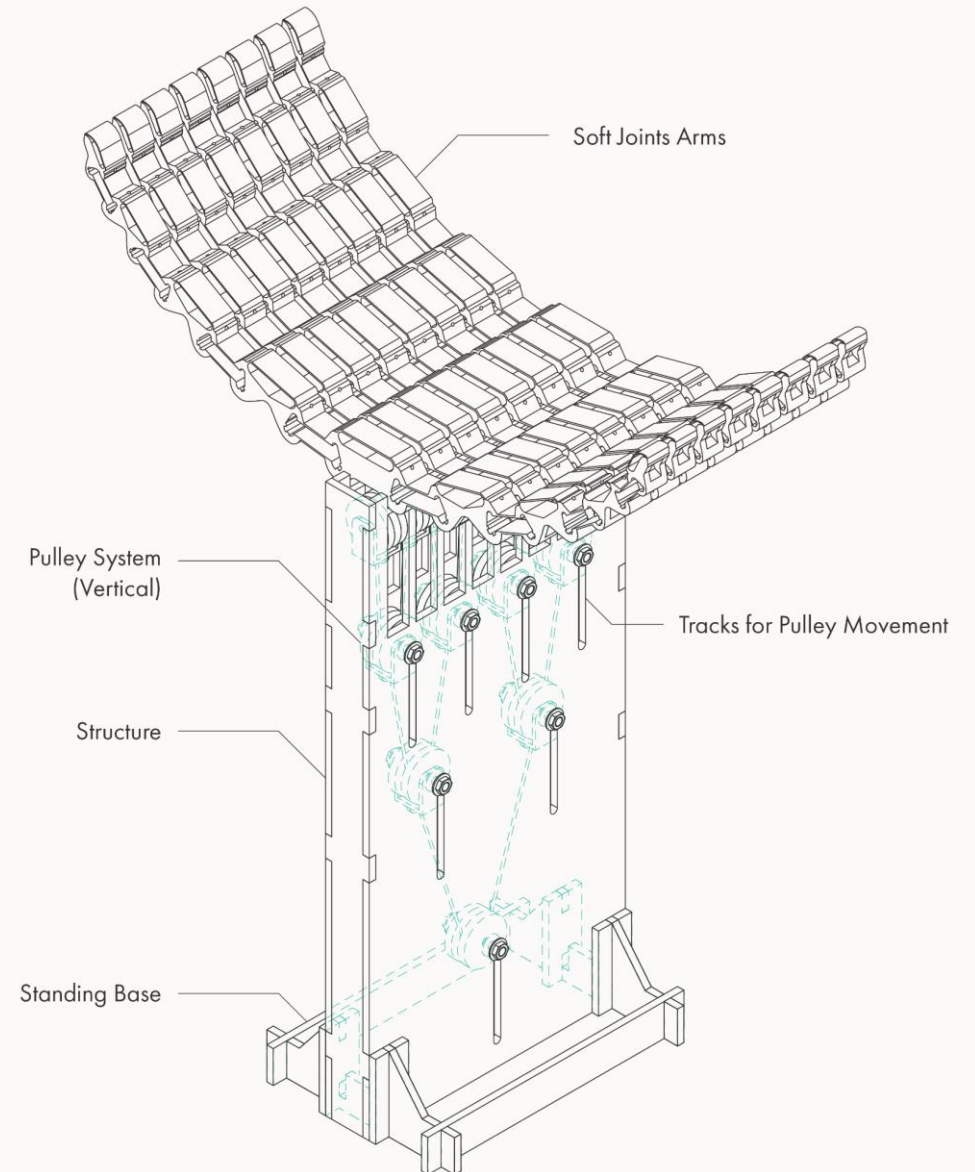 Soft Joints Arms
Pulley System
(Vertical)
Tracks for Pulley Movement
Structure
Standing Base